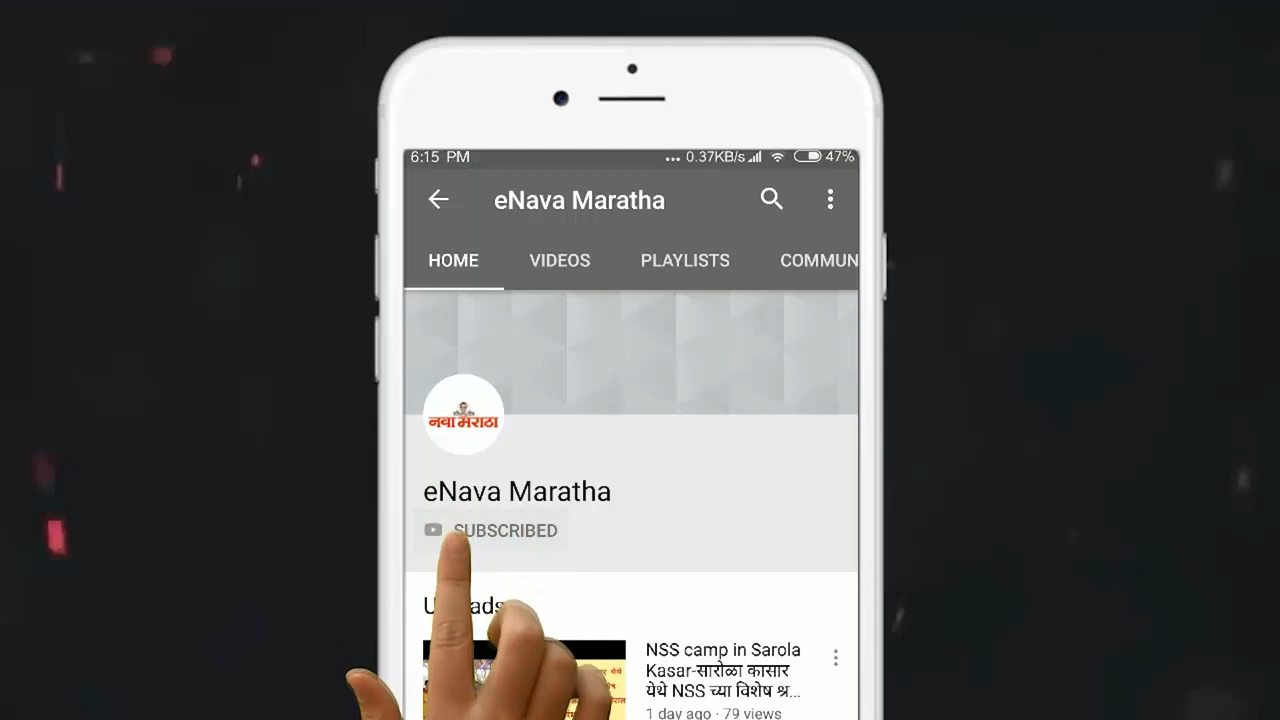 6:15 PM ... 0.37KB/s 47%
eNava Maratha
HOME VIDEOS PLAYLISTS COMMUN
नवा मराठा
eNava Maratha
SUBSCRIBED
NSS camp in Sarola
Kasar-सारोळा कासार
येथे NSS च्या विशेष श्र...
1 day ago · 79 views